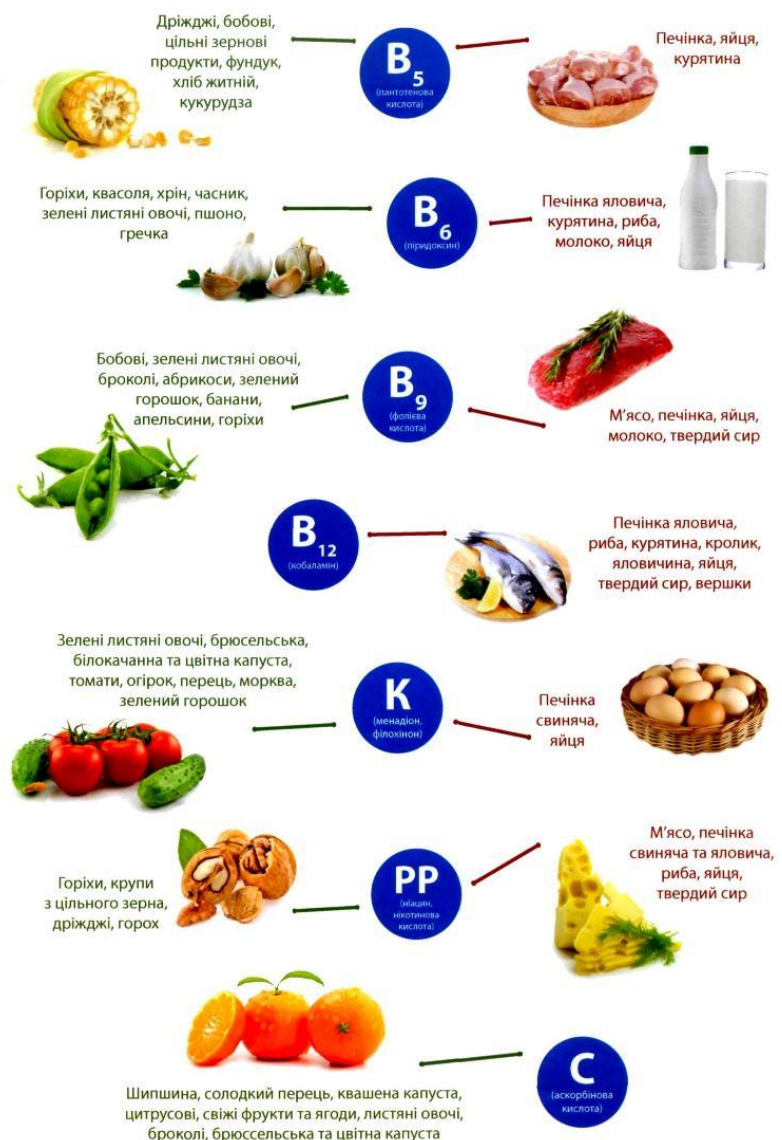 Дріжджі, бобові,
цільні зернові
продукти, фундук,
хліб житній,
кукурудза
B5
(пантотенова
кислота)
Печінка, яйця,
курятина
Горіхи, квасоля, хрін, часник,
зелені листяні овочі, пшоно,
гречка
B6
(піридоксин)
Печінка яловича,
курятина, риба,
молоко, яйця
Бобові, зелені листяні овочі,
броколі, абрикоси, зелений
горошок, банани,
апельсини, горіхи
B9
(фолієва
кислота)
М'ясо, печінка, яйця,
молоко, твердий сир
B12
(кобаламін)
Печінка яловича,
риба, курятина, кролик,
яловичина, яйця,
твердий сир, вершки
Зелені листяні овочі, брюсельська,
білокачанна та цвітна капуста,
томати, огірок, перець, морква,
зелений горошок
К
(менадіон,
філохінон)
Печінка
свиняча,
яйця
Горіхи, крупи
з цільного зерна,
дріжджі, горох
РР
(ніацин,
нікотинова
кислота)
М'ясо, печінка
свиняча та яловича,
риба, яйця,
твердий сир
Шипшина, солодкий перець, квашена капуста,
цитрусові, свіжі фрукти та ягоди, листяні овочі,
броколі, брюссельська та цвітна капуста
С
(аскорбінова
кислота)